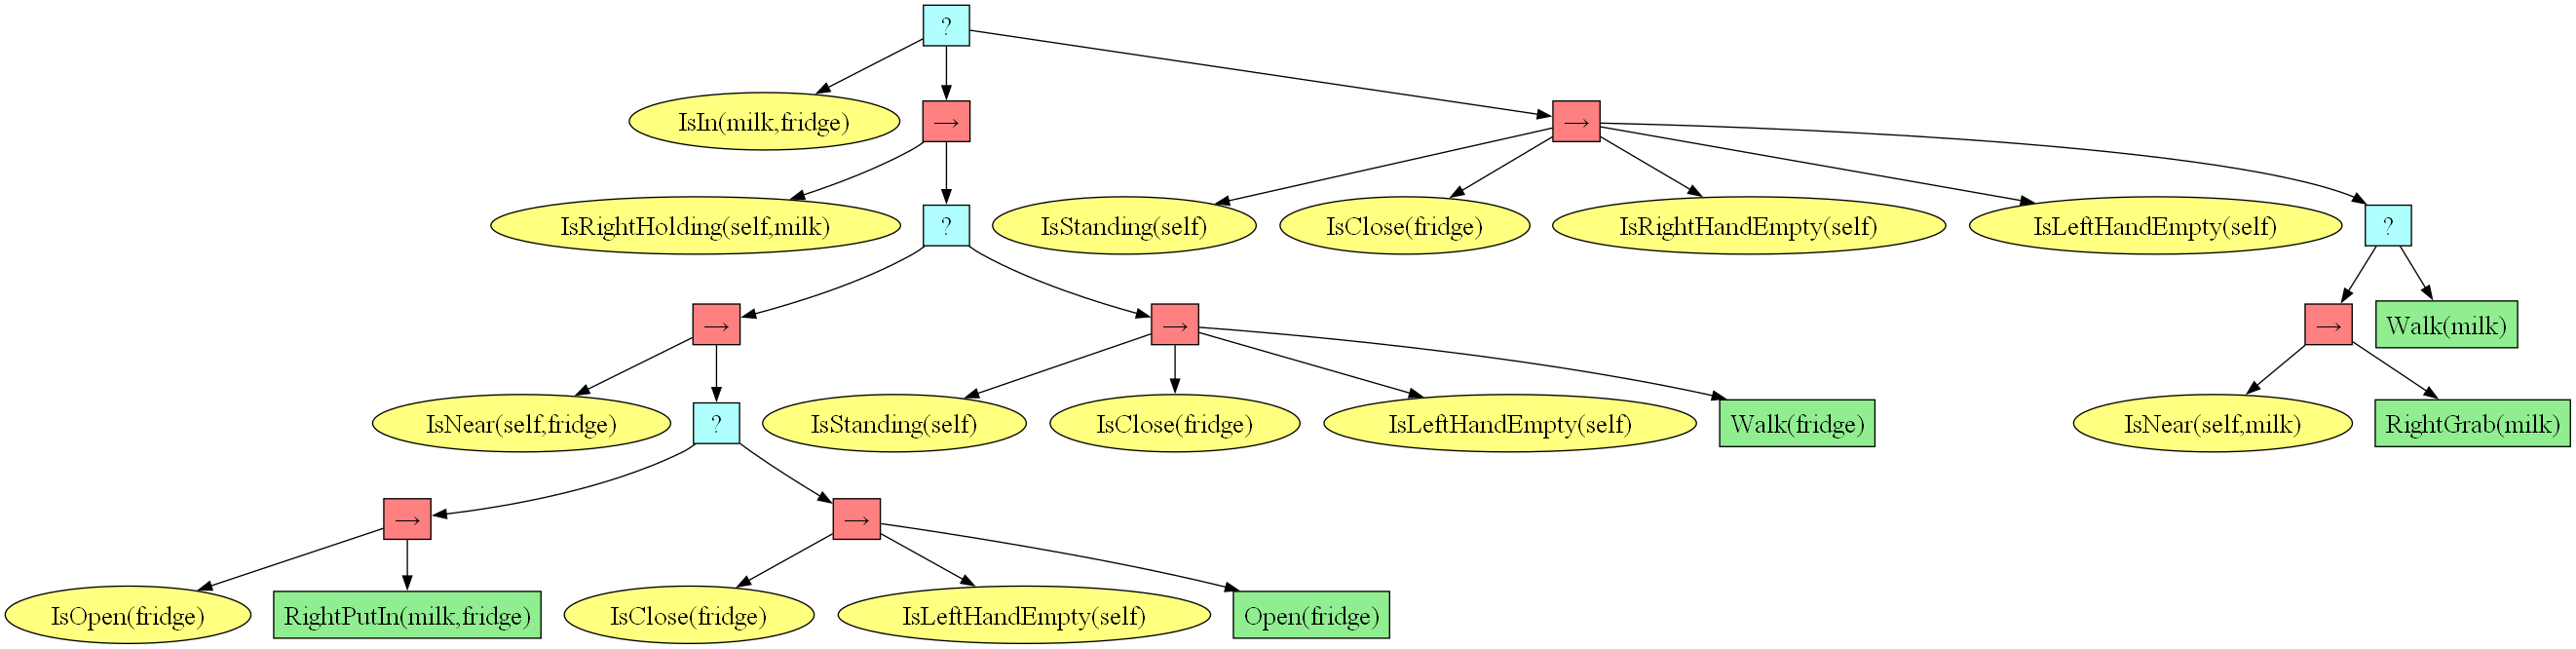 ?
IsIn(milk,fridge)
→
→
IsRightHolding(self,milk)
?
IsStanding(self)
IsClose(fridge)
IsRightHandEmpty(self)
IsLeftHandEmpty(self)
?
→
→
→
Walk(milk)
IsNear(self,fridge)
?
IsStanding(self)
IsClose(fridge)
IsLeftHandEmpty(self)
Walk(fridge)
IsNear(self,milk)
RightGrab(milk)
→
→
IsOpen(fridge)
RightPutIn(milk,fridge)
IsClose(fridge)
IsLeftHandEmpty(self)
Open(fridge)